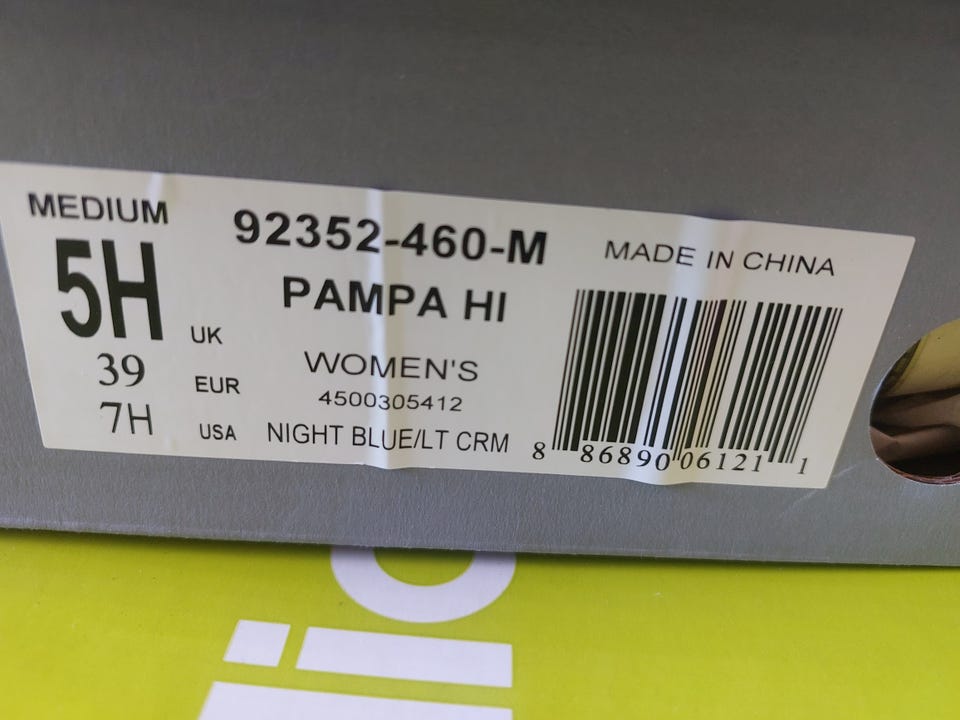 MEDIUM
5H UK
39 EUR
7H USA
92352-460-M
PAMPA HI
WOMEN'S
4500305412
NIGHT BLUE/LT CRM
MADE IN CHINA
8 86890 06121 1